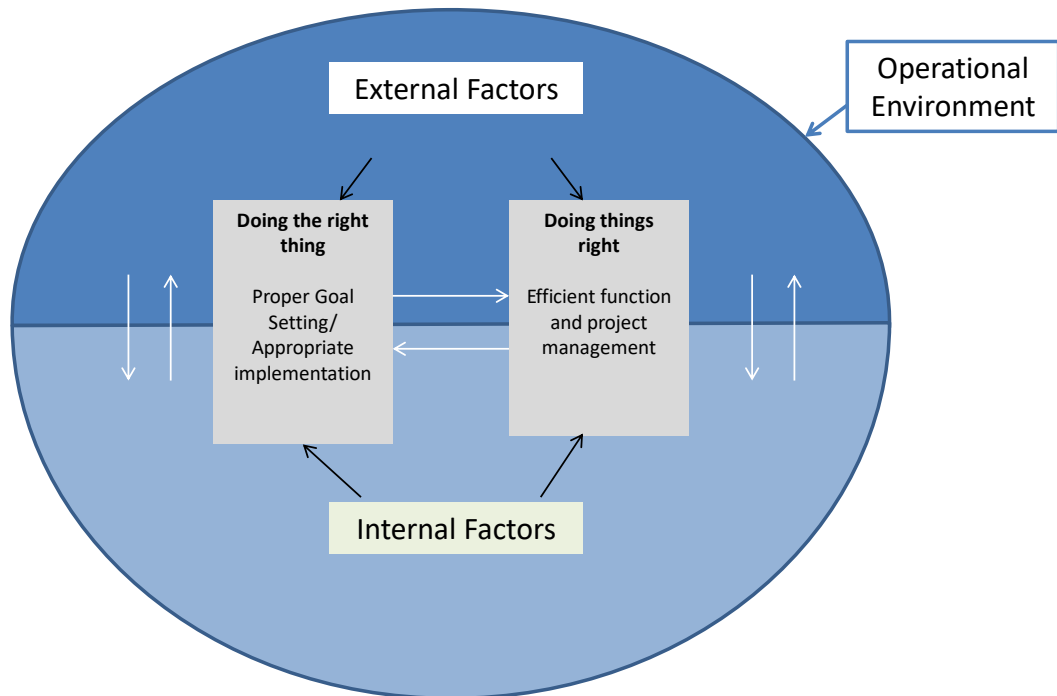 External Factors
Operational
Environment
Doing the right
thing
Proper Goal
Setting/
Appropriate
implementation
Doing things
right
Efficient function
and project
management
Internal Factors